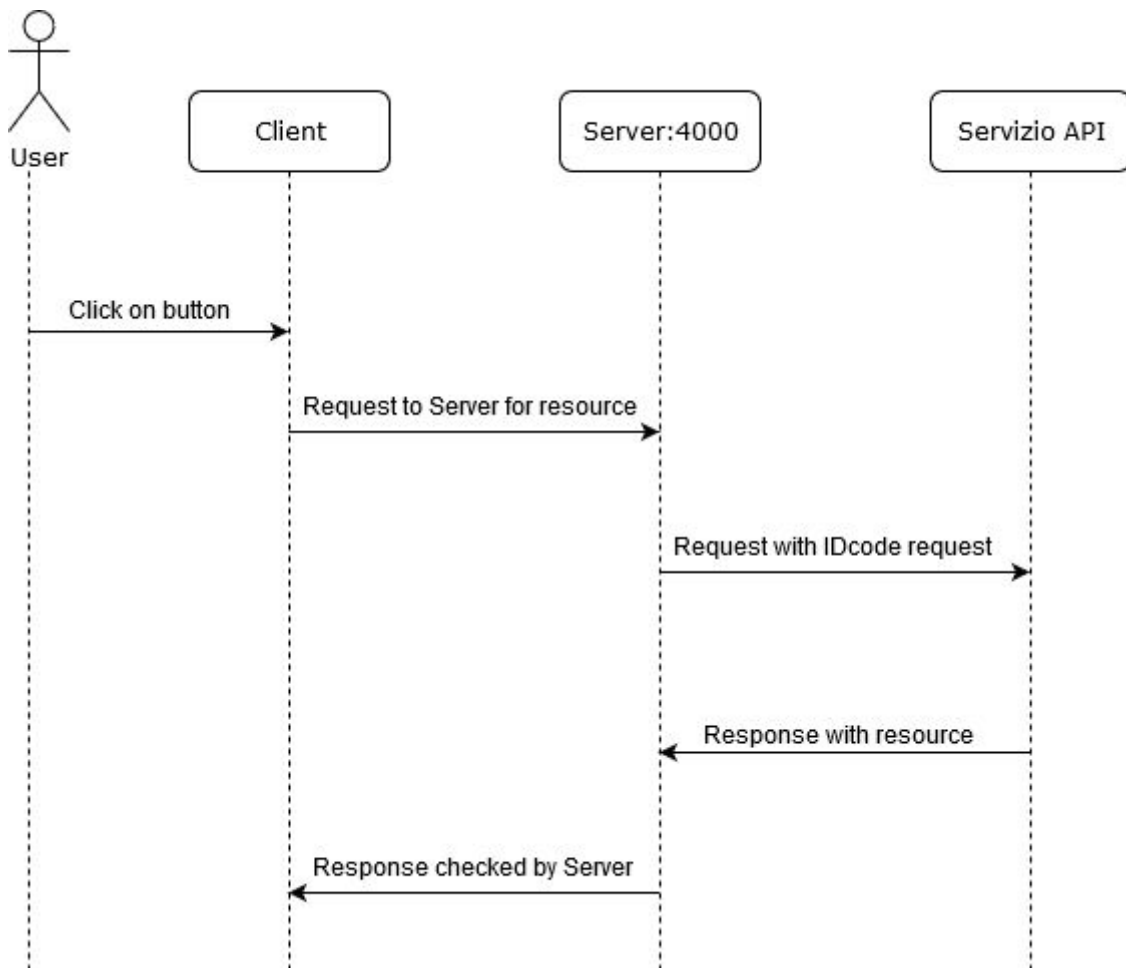 User
Client
Server:4000
Servizio API
Click on button
Request to Server for resource
Request with IDcode request
Response with resource
Response checked by Server